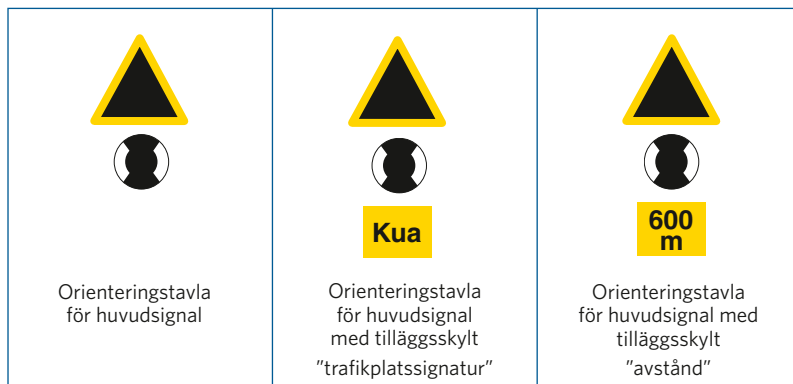 Kua
600
m
Orienteringstavla
för huvudsignal
Orienteringstavla
för huvudsignal
med tilläggsskylt
”trafikplatssignatur”
Orienteringstavla
för huvudsignal med
tilläggsskylt
”avstånd”